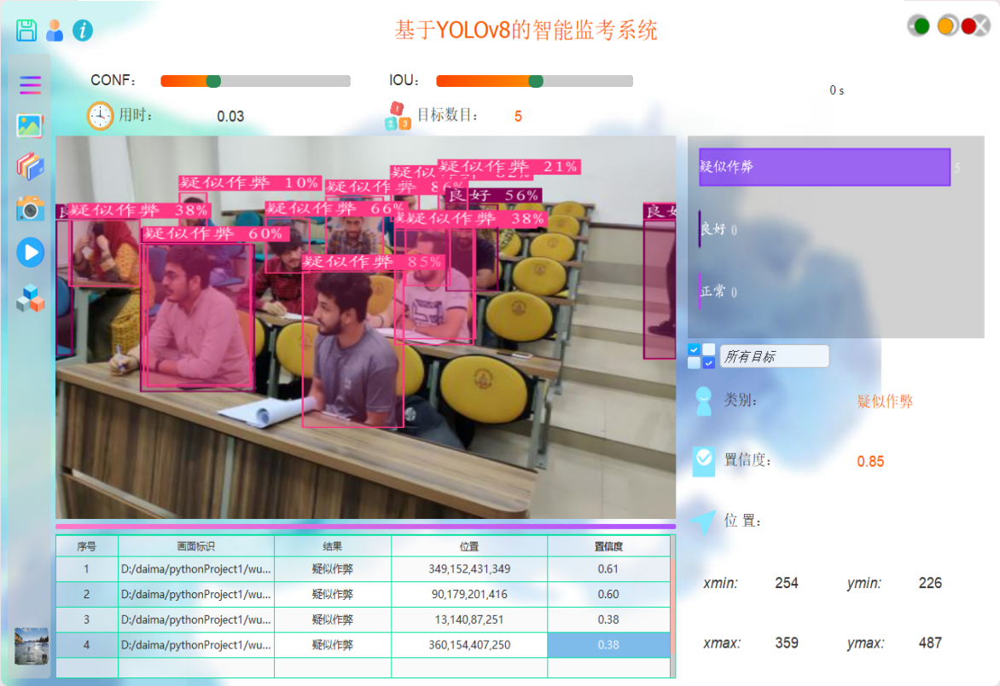 基于YOLOv8的智能监考系统
CONF: IOU:
0 s
用时: 0.03 目标数目: 5
疑似作弊 21%
疑似作弊 10%
疑似作弊 86%
良好 56%
疑似作弊 38%
疑似作弊 66%
疑似作弊 38%
疑似作弊 60%
疑似作弊 85%
疑似作弊 5
良好 0
正常 0
所有目标
类别: 疑似作弊
置信度: 0.85
位 置:
xmin: 254 ymin: 226
xmax: 359 ymax: 487
序号 画面标识 结果 位置 置信度
1 D:/daima/pythonProject1/wu... 疑似作弊 349,152,431,349 0.61
2 D:/daima/pythonProject1/wu... 疑似作弊 90,179,201,416 0.60
3 D:/daima/pythonProject1/wu... 疑似作弊 13,140,87,251 0.38
4 D:/daima/pythonProject1/wu... 疑似作弊 360,154,407,250 0.38